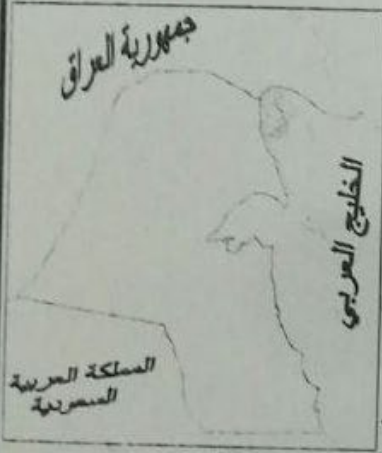 جمهورية العراق
الخليج العربي
المملكة العربية
السعودية